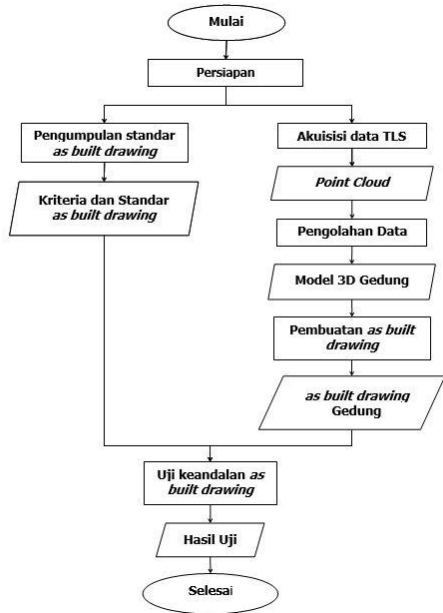 Mulai
Persiapan
Pengumpulan standar
as built drawing
Kriteria dan Standar
as built drawing
Akuisisi data TLS
Point Cloud
Pengolahan Data
Model 3D Gedung
Pembuatan as built
drawing
as built drawing
Gedung
Uji keandalan as
built drawing
Hasil Uji
Selesai